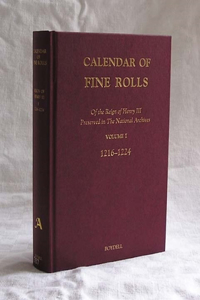 CALENDAR OF
FINE ROLLS
Of the Reign of Henry III
Preserved in The National Archives
VOLUME I
1216–1224
BOYDELL